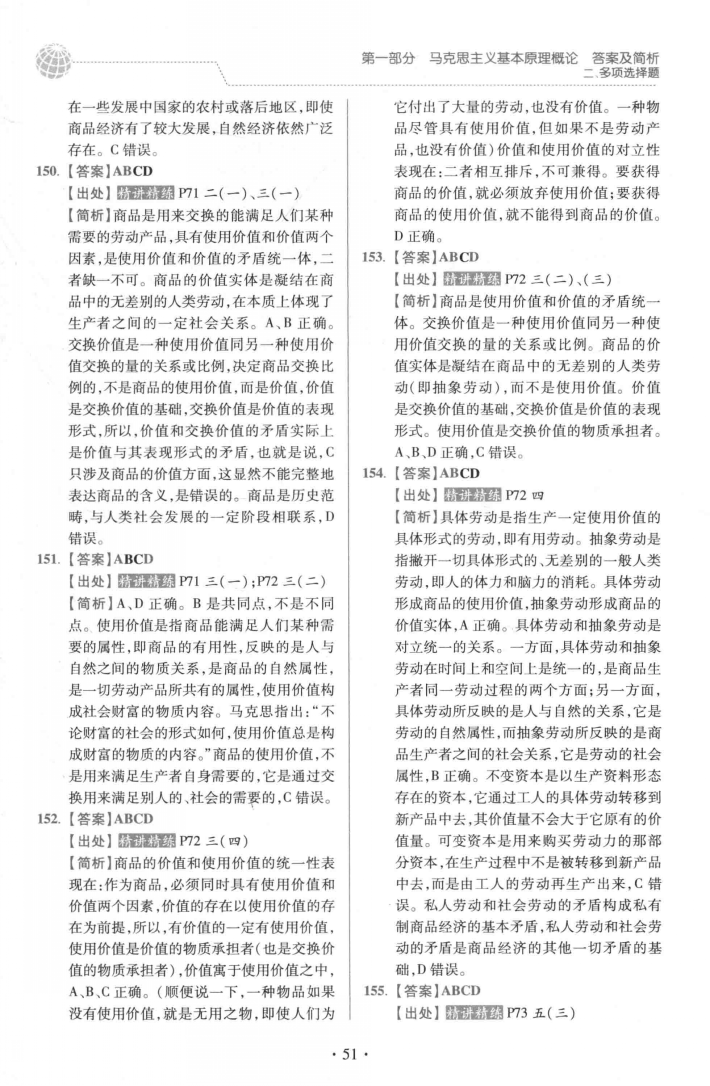 第一部分 马克思主义基本原理概论 答案及简析
二、多项选择题
在一些发展中国家的农村或落后地区,即使
商品经济有了较大发展,自然经济依然广泛
存在。C 错误。
150. 【答案】ABCD
【出处】精讲精练 P71 二(一)、三(一)
【简析】商品是用来交换的能满足人们某种
需要的劳动产品,具有使用价值和价值两个
因素,是使用价值和价值的矛盾统一体,二
者缺一不可。商品的价值实体是凝结在商
品中的无差别的人类劳动,在本质上体现了
生产者之间的一定社会关系。A、B 正确。
交换价值是一种使用价值同另一种使用价
值交换的量的关系或比例,决定商品交换比
例的,不是商品的使用价值,而是价值,价值
是交换价值的基础,交换价值是价值的表现
形式,所以,价值和交换价值的矛盾实际上
是价值与其表现形式的矛盾,也就是说,C
只涉及商品的价值方面,这显然不能完整地
表达商品的含义,是错误的。商品是历史范
畴,与人类社会发展的一定阶段相联系,D
错误。
151. 【答案】ABCD
【出处】精讲精练 P71 三(一);P72 三(二)
【简析】A、D 正确。B 是共同点,不是不同
点。使用价值是指商品能满足人们某种需
要的属性,即商品的有用性,反映的是人与
自然之间的物质关系,是商品的自然属性,
是一切劳动产品所共有的属性,使用价值构
成社会财富的物质内容。马克思指出:“不
论财富的社会的形式如何,使用价值总是构
成财富的物质的内容。”商品的使用价值,不
是用来满足生产者自身需要的,它是通过交
换用来满足别人的、社会的需要的,C 错误。
152. 【答案】ABCD
【出处】精讲精练 P72 三(四)
【简析】商品的价值和使用价值的统一性表
现在:作为商品,必须同时具有使用价值和
价值两个因素,价值的存在以使用价值的存
在为前提,所以,有价值的一定有使用价值,
使用价值是价值的物质承担者(也是交换价
值的物质承担者),价值寓于使用价值之中,
A、B、C 正确。(顺便说一下,一种物品如果
没有使用价值,就是无用之物,即使人们为
它付出了大量的劳动,也没有价值。一种物
品尽管具有使用价值,但如果不是劳动产
品,也没有价值)价值和使用价值的对立性
表现在:二者相互排斥,不可兼得。要获得
商品的价值,就必须放弃使用价值;要获得
商品的使用价值,就不能得到商品的价值。
D 正确。
153. 【答案】ABCD
【出处】精讲精练 P72 三(二)、(三)
【简析】商品是使用价值和价值的矛盾统一
体。交换价值是一种使用价值同另一种使
用价值交换的量的关系或比例。商品的价
值实体是凝结在商品中的无差别的人类劳
动(即抽象劳动),而不是使用价值。价值
是交换价值的基础,交换价值是价值的表现
形式。使用价值是交换价值的物质承担者。
A、B、D 正确,C 错误。
154. 【答案】ABCD
【出处】精讲精练 P72 四
【简析】具体劳动是指生产一定使用价值的
具体形式的劳动,即有用劳动。抽象劳动是
指撇开一切具体形式的、无差别的一般人类
劳动,即人的体力和脑力的消耗。具体劳动
形成商品的使用价值,抽象劳动形成商品的
价值实体,A 正确。具体劳动和抽象劳动是
对立统一的关系。一方面,具体劳动和抽象
劳动在时间上和空间上是统一的,是商品生
产者同一劳动过程的两个方面;另一方面,
具体劳动所反映的是人与自然的关系,它是
劳动的自然属性,而抽象劳动所反映的是商
品生产者之间的社会关系,它是劳动的社会
属性,B 正确。不变资本是以生产资料形态
存在的资本,它通过工人的具体劳动转移到
新产品中去,其价值量不会大于它原有的价
值量。可变资本是用来购买劳动力的那部
分资本,在生产过程中不是被转移到新产品
中去,而是由工人的劳动再生产出来,C 错
误。私人劳动和社会劳动的矛盾构成私有
制商品经济的基本矛盾,私人劳动和社会劳
动的矛盾是商品经济的其他一切矛盾的基
础,D 错误。
155. 【答案】ABCD
【出处】精讲精练 P73 五(三)
· 51 ·